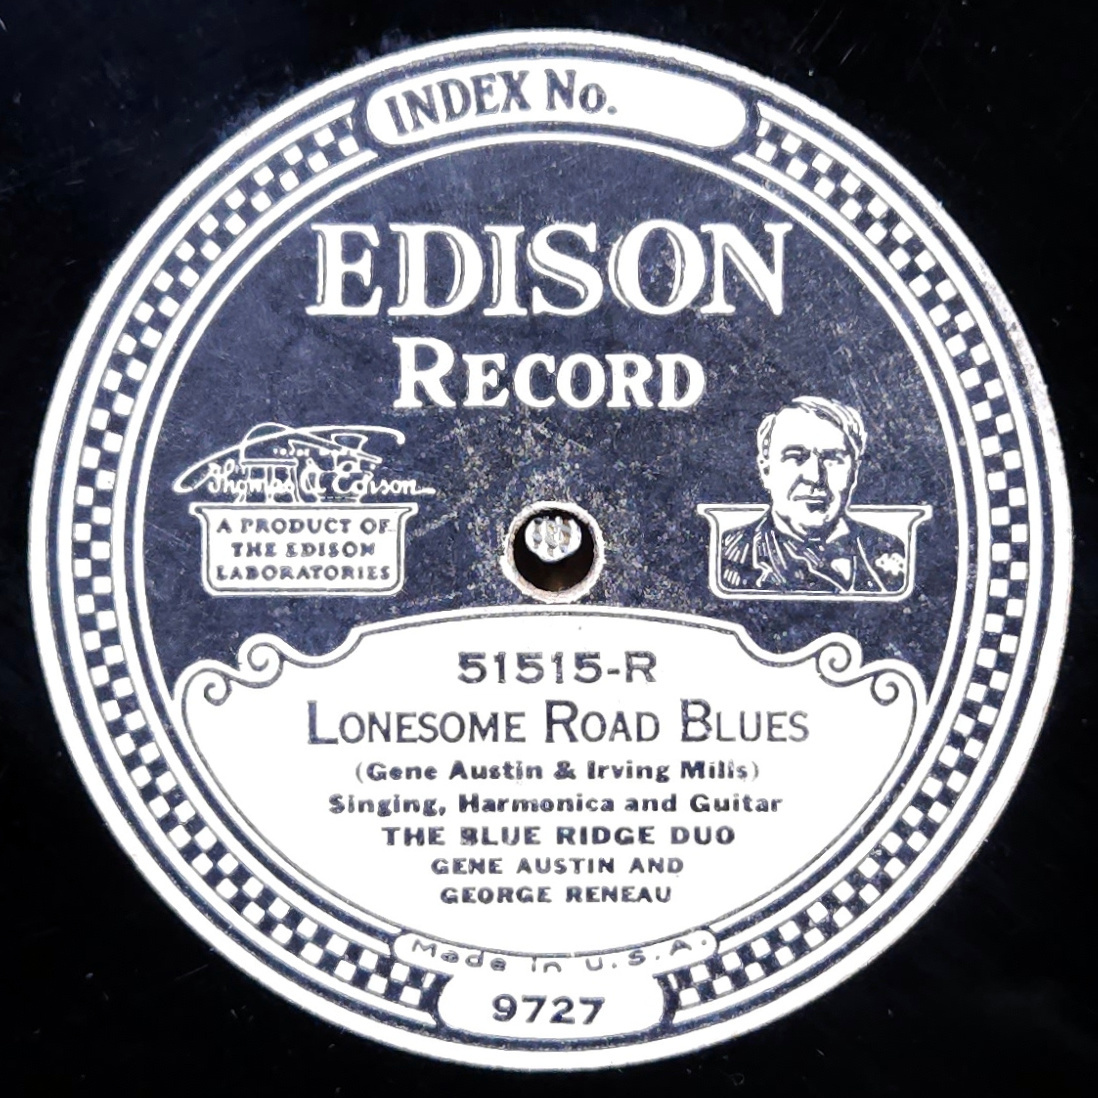 INDEX No.
EDISON
RECORD
Thomas A Edison
A PRODUCT OF
THE EDISON
LABORATORIES
51515-R
LONESOME ROAD BLUES
(Gene Austin & Irving Mills)
Singing, Harmonica and Guitar
THE BLUE RIDGE DUO
GENE AUSTIN AND
GEORGE RENEAU
Made in U.S.A.
9727